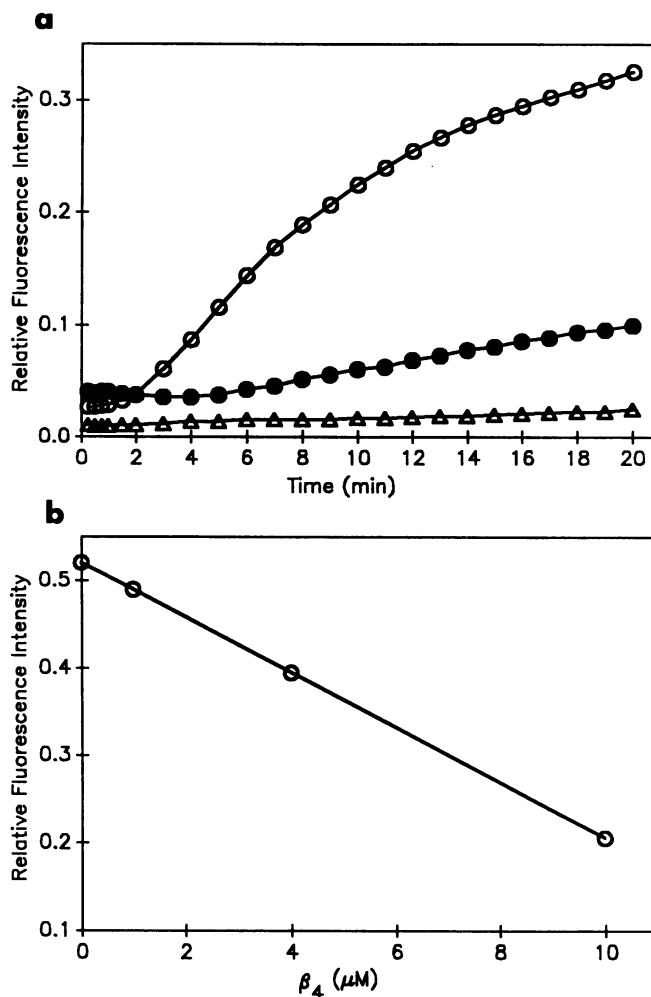 a
Relative Fluorescence Intensity
0.3
0.2
0.1
0.0
0 2 4 6 8 10 12 14 16 18 20
Time (min)
b
Relative Fluorescence Intensity
0.5
0.4
0.3
0.2
0.1
0 2 4 6 8 10
β₄ (μM)